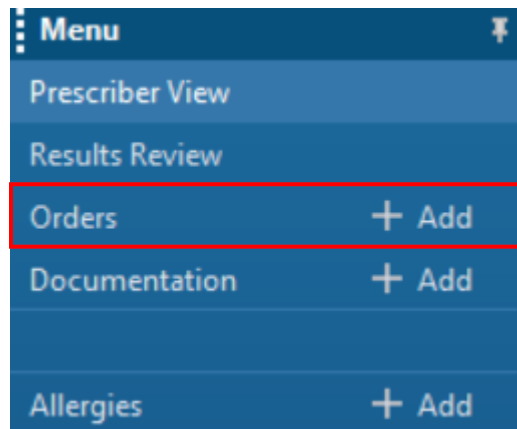 Menu
Prescriber View
Results Review
Orders + Add
Documentation + Add
Allergies + Add